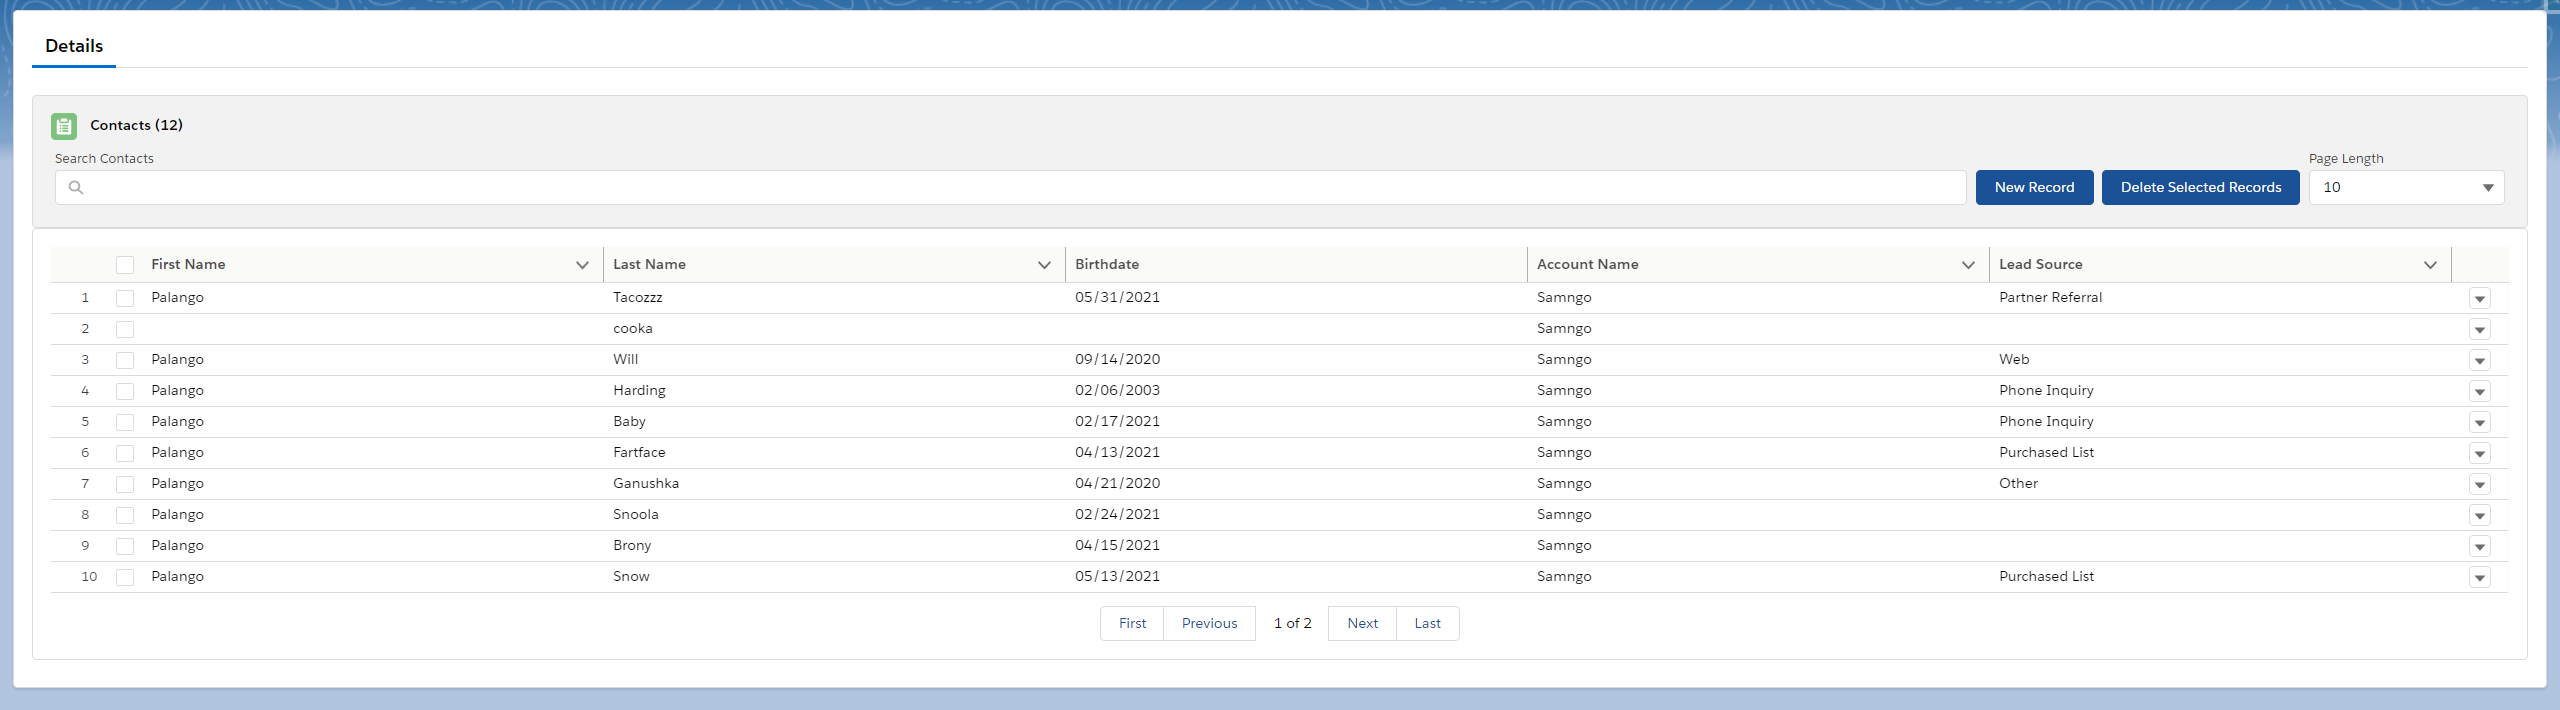 Details
Contacts (12)
Search Contacts Page Length
New Record Delete Selected Records 10
First Name Last Name Birthdate Account Name Lead Source
1 Palango Tacozzz 05/31/2021 Samngo Partner Referral
2 cooka Samngo
3 Palango Will 09/14/2020 Samngo Web
4 Palango Harding 02/06/2003 Samngo Phone Inquiry
5 Palango Baby 02/17/2021 Samngo Phone Inquiry
6 Palango Fartface 04/13/2021 Samngo Purchased List
7 Palango Ganushka 04/21/2020 Samngo Other
8 Palango Snoola 02/24/2021 Samngo
9 Palango Brony 04/15/2021 Samngo
10 Palango Snow 05/13/2021 Samngo Purchased List
First Previous 1 of 2 Next Last